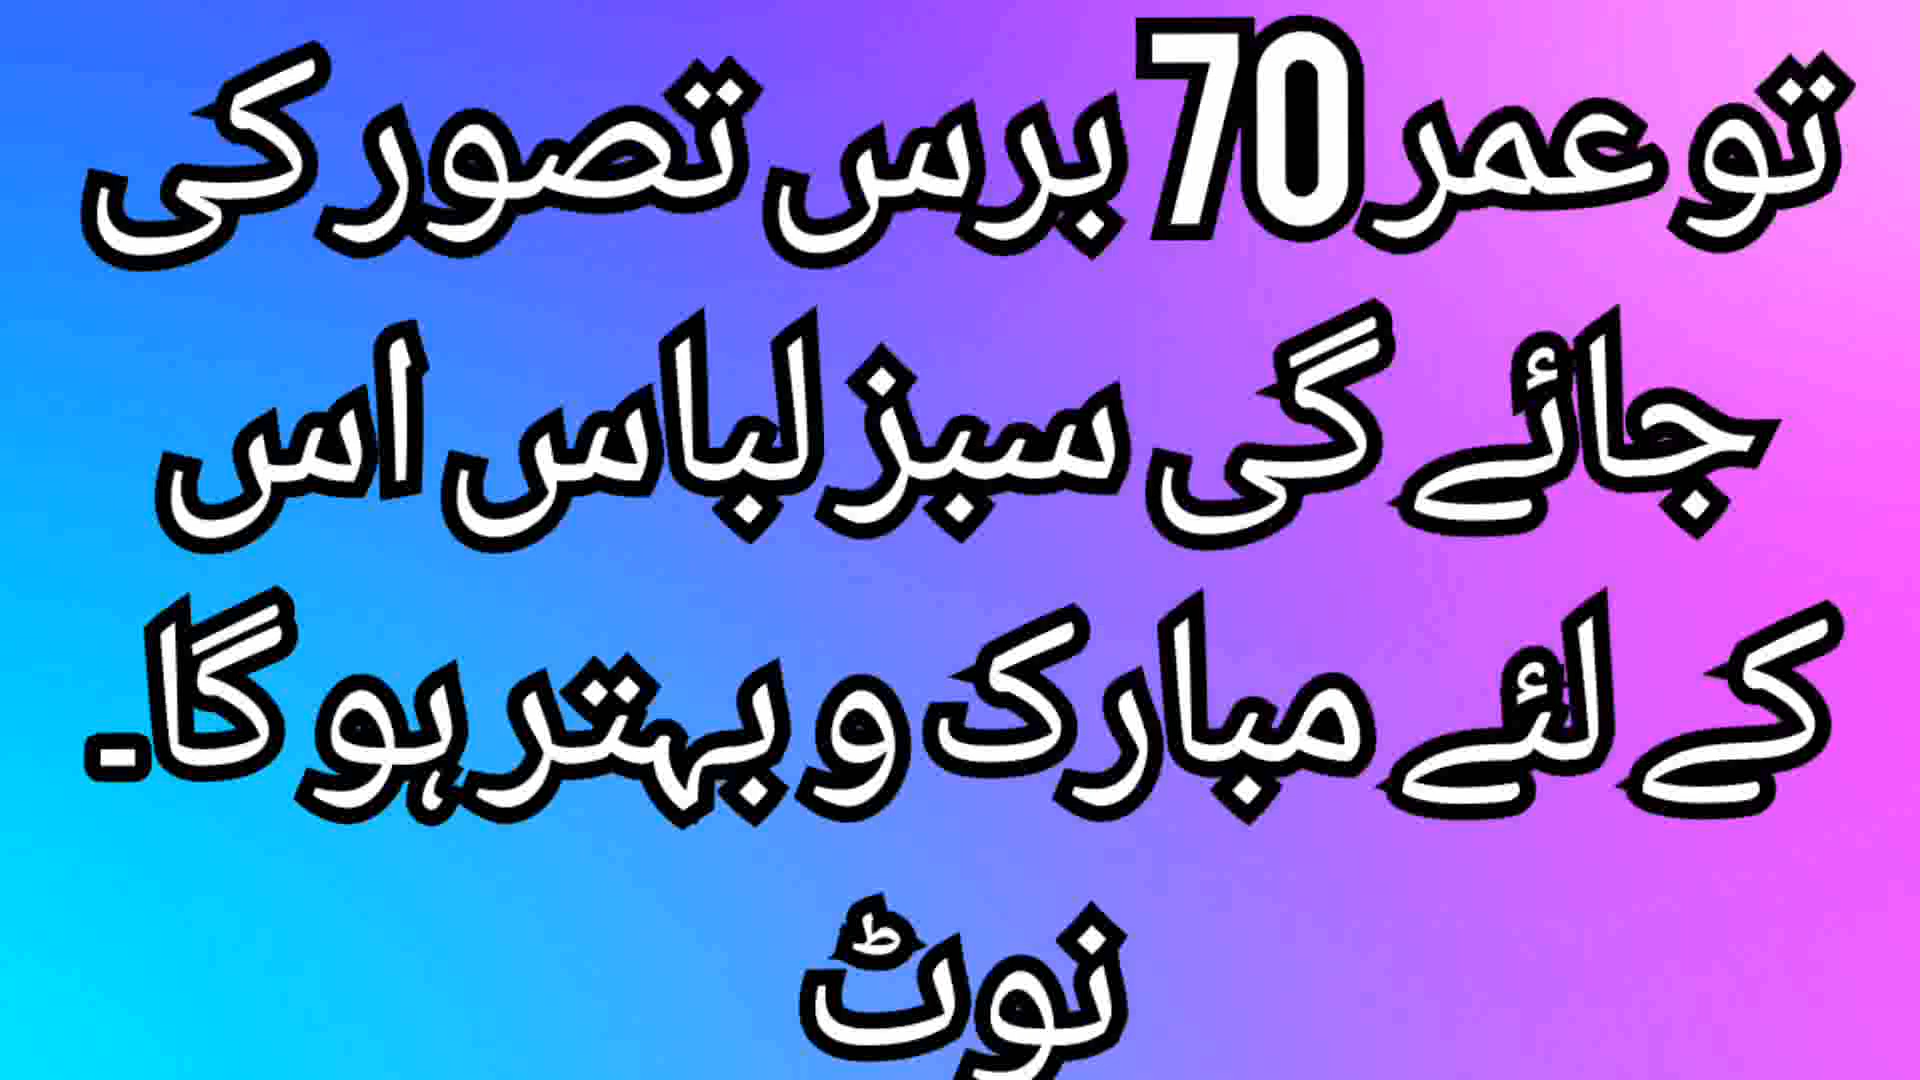 تو عمر 70 برس تصور کی
جائے گی سبز لباس اس
کے لئے مبارک و بہتر ہو گا۔
نوٹ